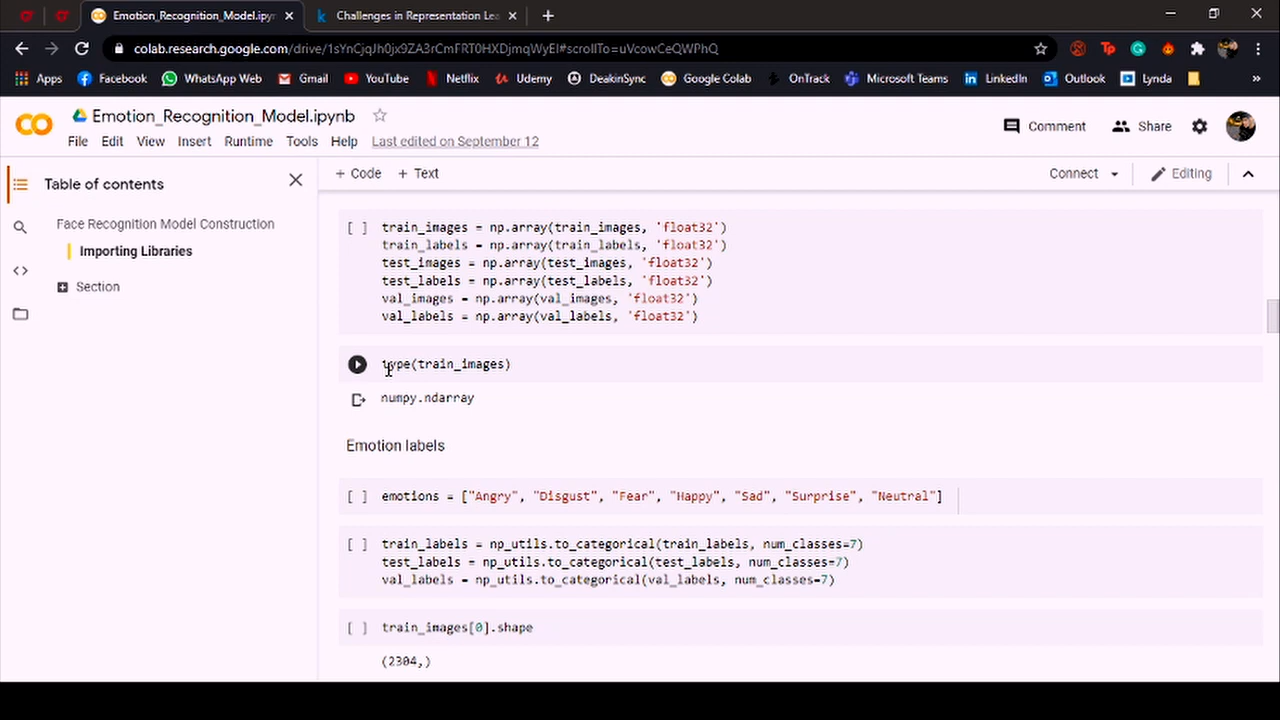 Emotion_Recognition_Model.ipyn
Challenges in Representation Lea
colab.research.google.com/drive/1sYnCjqJh0jx9ZA3rCmFRT0HXDjmqWyEl#scrollTo=uVcowCeQWPhQ
Apps Facebook WhatsApp Web Gmail YouTube Netflix Udemy DeakinSync Google Colab OnTrack Microsoft Teams LinkedIn Outlook Lynda »
Emotion_Recognition_Model.ipynb
Comment Share
File Edit View Insert Runtime Tools Help Last edited on September 12
Table of contents
+ Code + Text
Connect Editing
Face Recognition Model Construction
Importing Libraries
Section
[ ] train_images = np.array(train_images, 'float32')
train_labels = np.array(train_labels, 'float32')
test_images = np.array(test_images, 'float32')
test_labels = np.array(test_labels, 'float32')
val_images = np.array(val_images, 'float32')
val_labels = np.array(val_labels, 'float32')
type(train_images)
numpy.ndarray
Emotion labels
[ ] emotions = ["Angry", "Disgust", "Fear", "Happy", "Sad", "Surprise", "Neutral"]
[ ] train_labels = np_utils.to_categorical(train_labels, num_classes=7)
test_labels = np_utils.to_categorical(test_labels, num_classes=7)
val_labels = np_utils.to_categorical(val_labels, num_classes=7)
[ ] train_images[0].shape
(2304,)